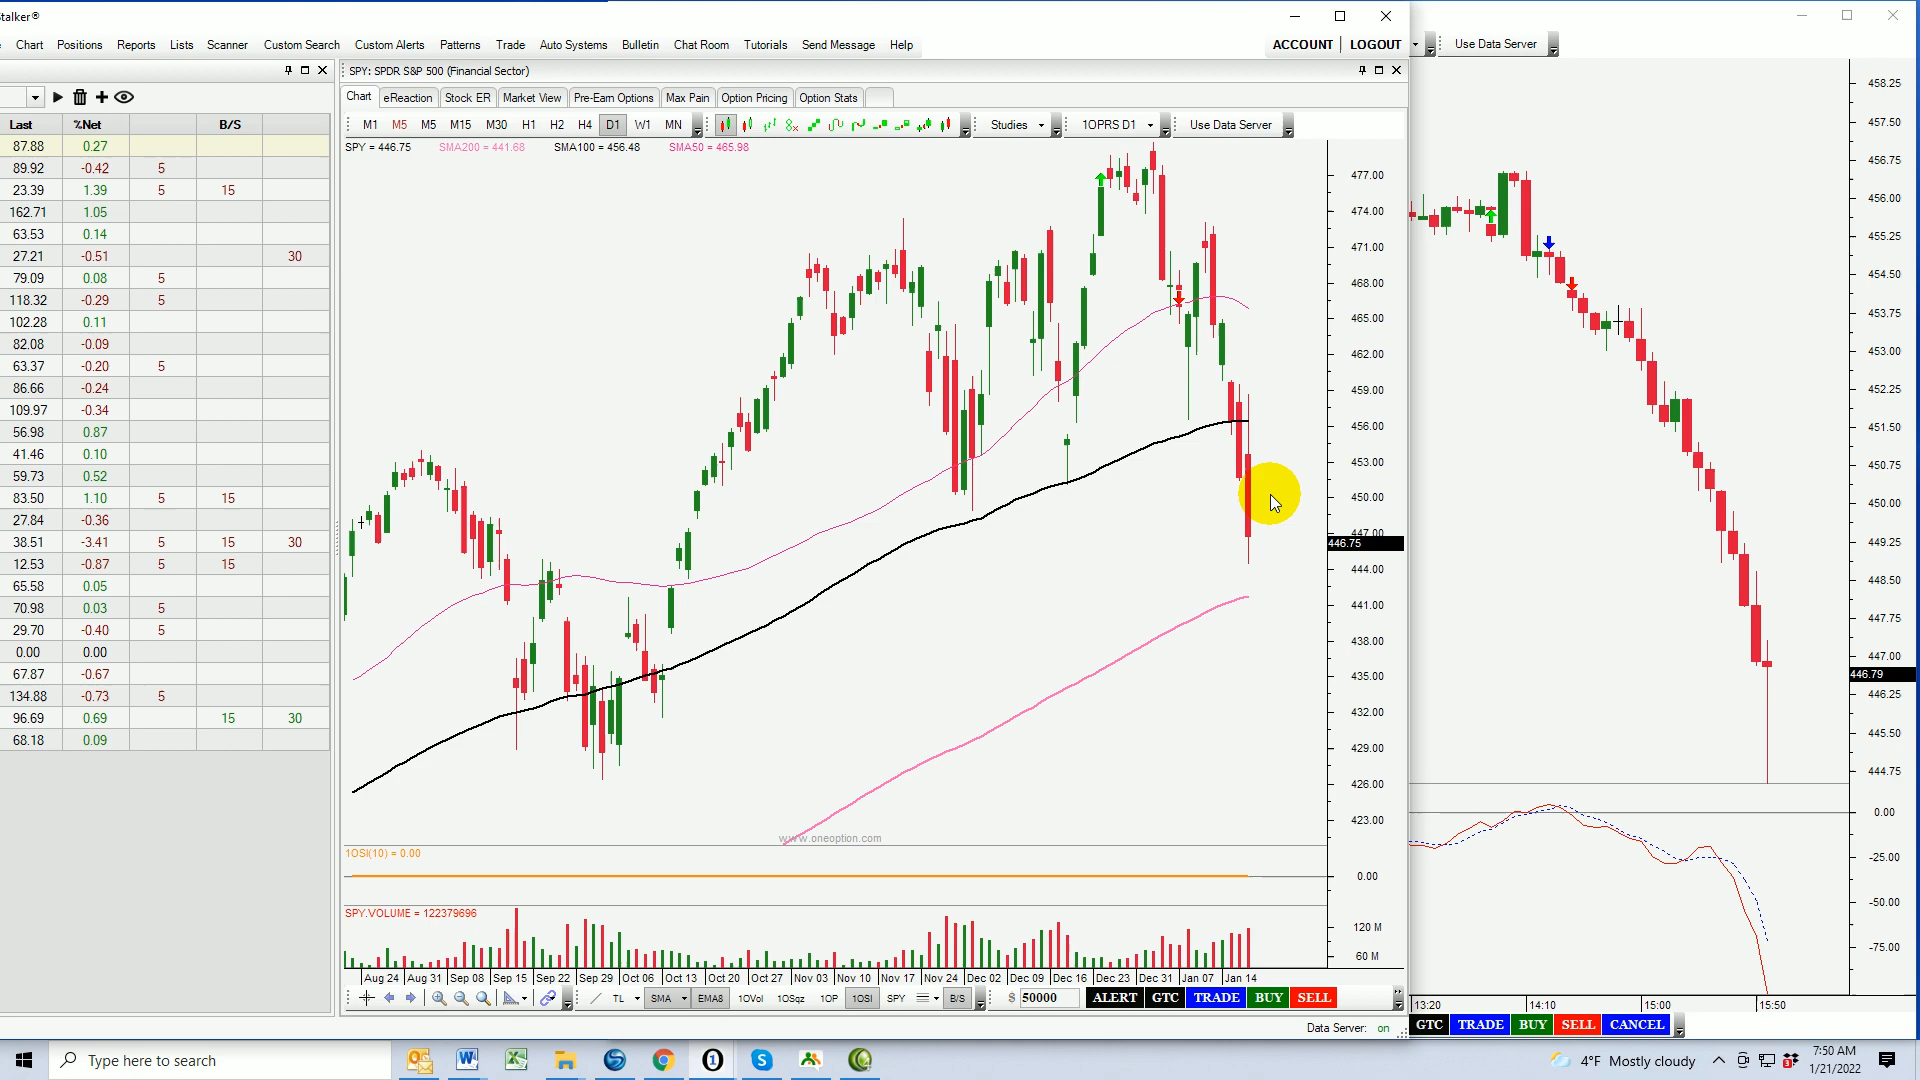 talker®
Chart Positions Reports Lists Scanner Custom Search Custom Alerts Patterns Trade Auto Systems Bulletin Chat Room Tutorials Send Message Help
ACCOUNT LOGOUT
Use Data Server
SPY: SPDR S&P 500 (Financial Sector)
Chart eReaction Stock ER Market View Pre-Earn Options Max Pain Option Pricing Option Stats
M1 M5 M5 M15 M30 H1 H2 H4 D1 W1 MN Studies 1OPRS D1 Use Data Server
SPY = 446.75 SMA200 = 441.68 SMA100 = 456.48 SMA50 = 465.98
Last %Net B/S
87.88 0.27
89.92 -0.42 5
23.39 1.39 5 15
162.71 1.05
63.53 0.14
27.21 -0.51 30
79.09 0.08 5
118.32 -0.29 5
102.28 0.11
82.08 -0.09
63.37 -0.20 5
86.66 -0.24
109.97 -0.34
56.98 0.87
41.46 0.10
59.73 0.52
83.50 1.10 5 15
27.84 -0.36
38.51 -3.41 5 15 30
12.53 -0.87 5 15
65.58 0.05
70.98 0.03 5
29.70 -0.40 5
0.00 0.00
67.87 -0.67
134.88 -0.73 5
96.69 0.69 15 30
68.18 0.09
477.00
474.00
471.00
468.00
465.00
462.00
459.00
456.00
453.00
450.00
447.00
446.75
444.00
441.00
438.00
435.00
432.00
429.00
426.00
423.00
www.oneoption.com
1OSI(10) = 0.00
0.00
SPY.VOLUME = 122379696
120 M
60 M
Aug 24 Aug 31 Sep 08 Sep 15 Sep 22 Sep 29 Oct 06 Oct 13 Oct 20 Oct 27 Nov 03 Nov 10 Nov 17 Nov 24 Dec 02 Dec 09 Dec 16 Dec 23 Dec 31 Jan 07 Jan 14
TL SMA EMA8 1OVol 1OSqz 1OP 1OSI SPY B/S $ 50000 ALERT GTC TRADE BUY SELL
Data Server: on
458.25
457.50
456.75
456.00
455.25
454.50
453.75
453.00
452.25
451.50
450.75
450.00
449.25
448.50
447.75
447.00
446.79
446.25
445.50
444.75
0.00
-25.00
-50.00
-75.00
13:20 14:10 15:00 15:50
GTC TRADE BUY SELL CANCEL
Type here to search
4°F Mostly cloudy
7:50 AM
1/21/2022